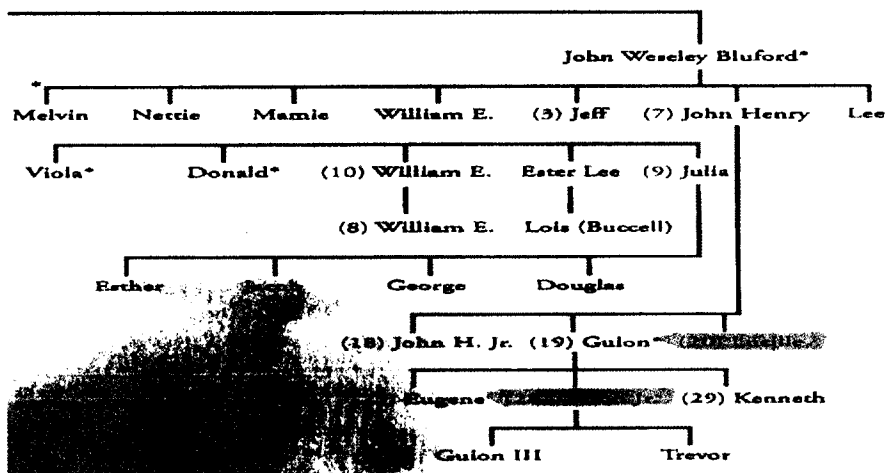 John Weseley Bluford*
*
Melvin Nettie Mamie William E. (3) Jeff (7) John Henry Lee
Viola* Donald* (10) William E. Ester Lee (9) Julia
(8) William E. Lois (Buccell)
Esther George Douglas
(18) John H. Jr. (19) Guion*
Eugene* (29) Kenneth
Guion III Trevor